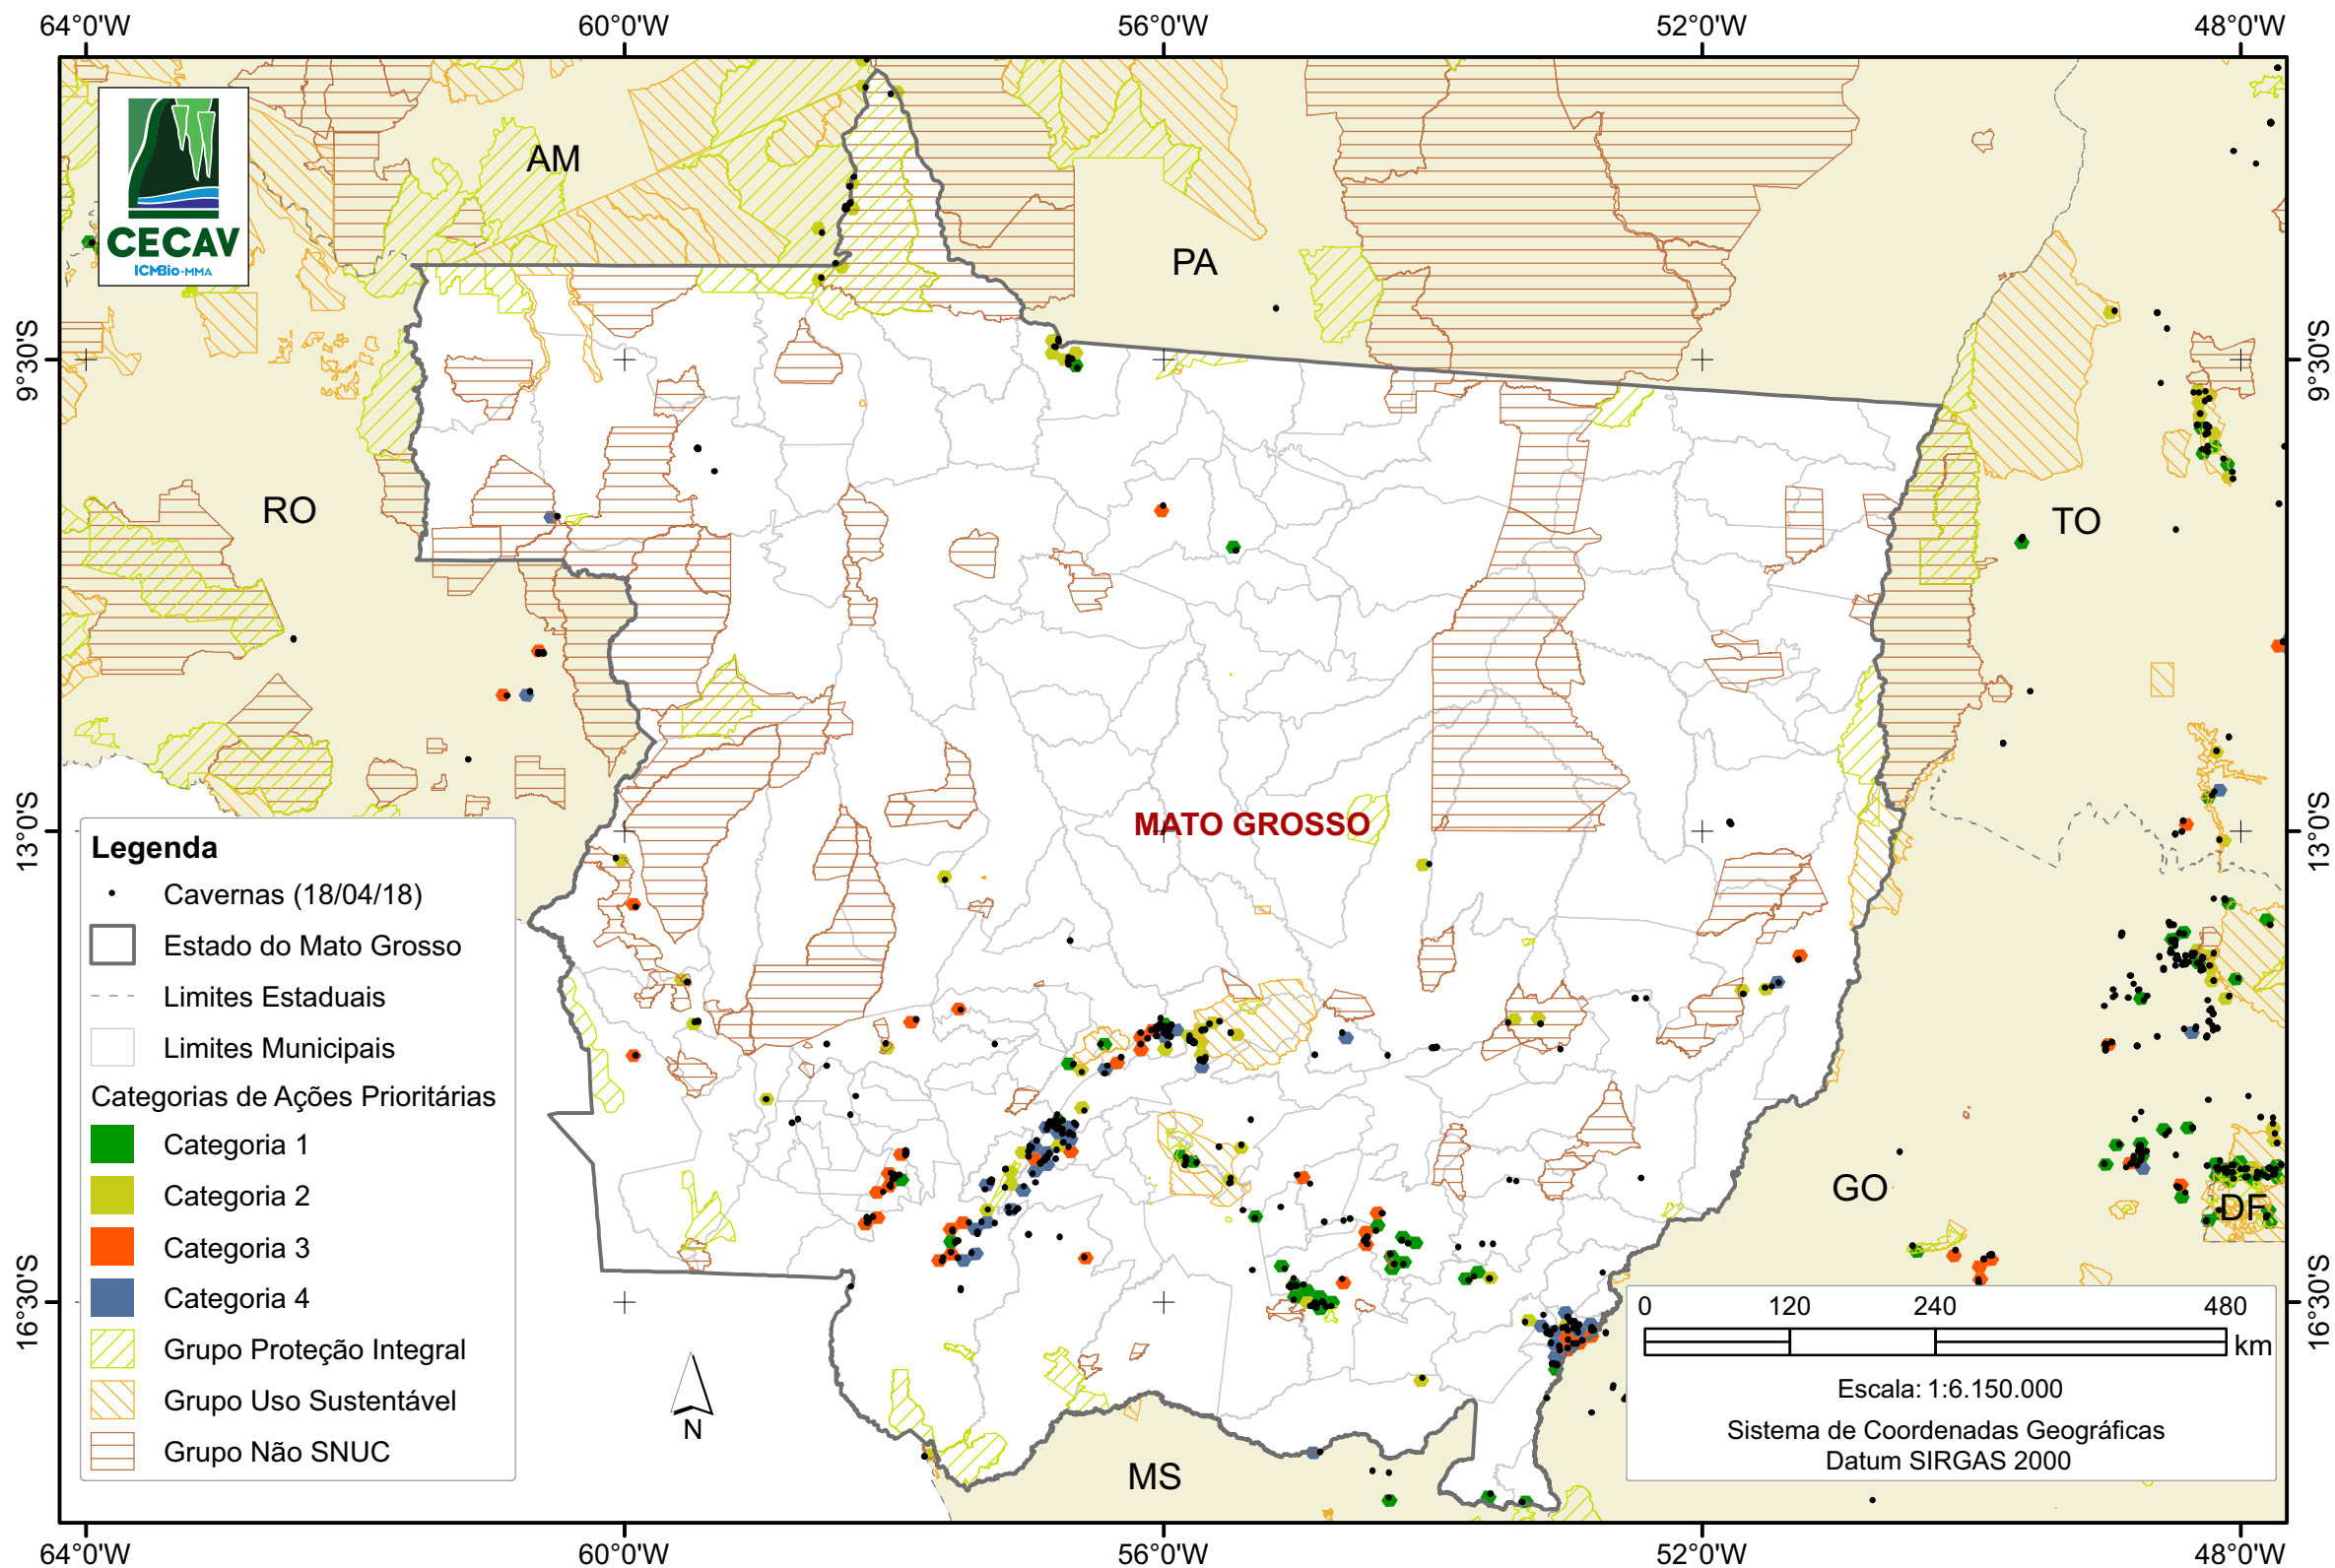 64°0'W 60°0'W 56°0'W 52°0'W 48°0'W
CECAV
ICMBio-MMA
AM
PA
9°30'S 9°30'S
RO
TO
MATO GROSSO
13°0'S 13°0'S
Legenda
Cavernas (18/04/18)
Estado do Mato Grosso
Limites Estaduais
Limites Municipais
Categorias de Ações Prioritárias
Categoria 1
Categoria 2
Categoria 3
Categoria 4
Grupo Proteção Integral
Grupo Uso Sustentável
Grupo Não SNUC
GO
DF
16°30'S 16°30'S
N
MS
0 120 240 480
km
Escala: 1:6.150.000
Sistema de Coordenadas Geográficas
Datum SIRGAS 2000
64°0'W 60°0'W 56°0'W 52°0'W 48°0'W